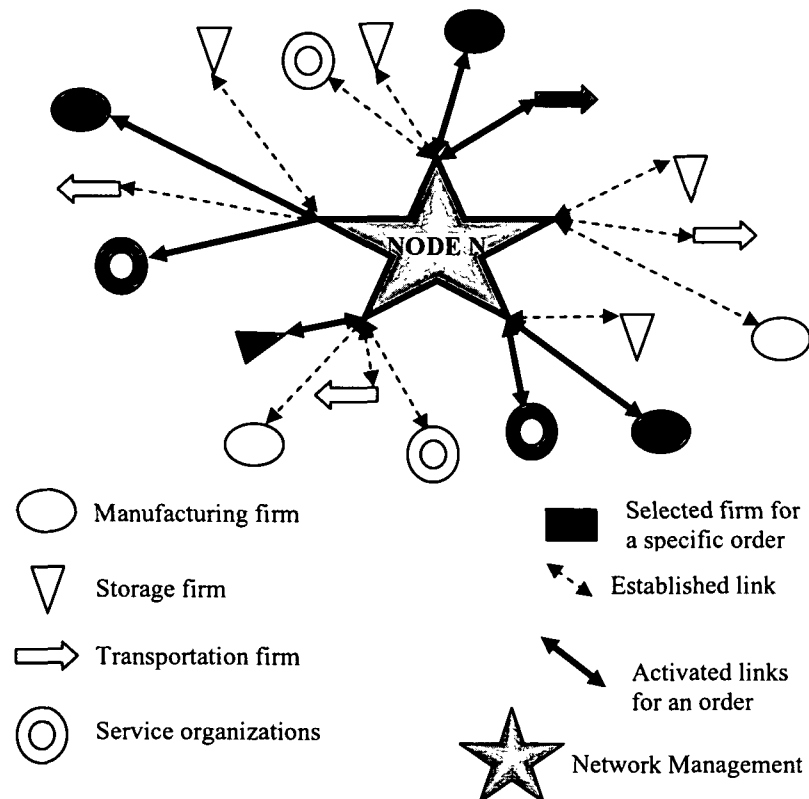 NODE N
Manufacturing firm
Storage firm
Transportation firm
Service organizations
Selected firm for
a specific order
Established link
Activated links
for an order
Network Management